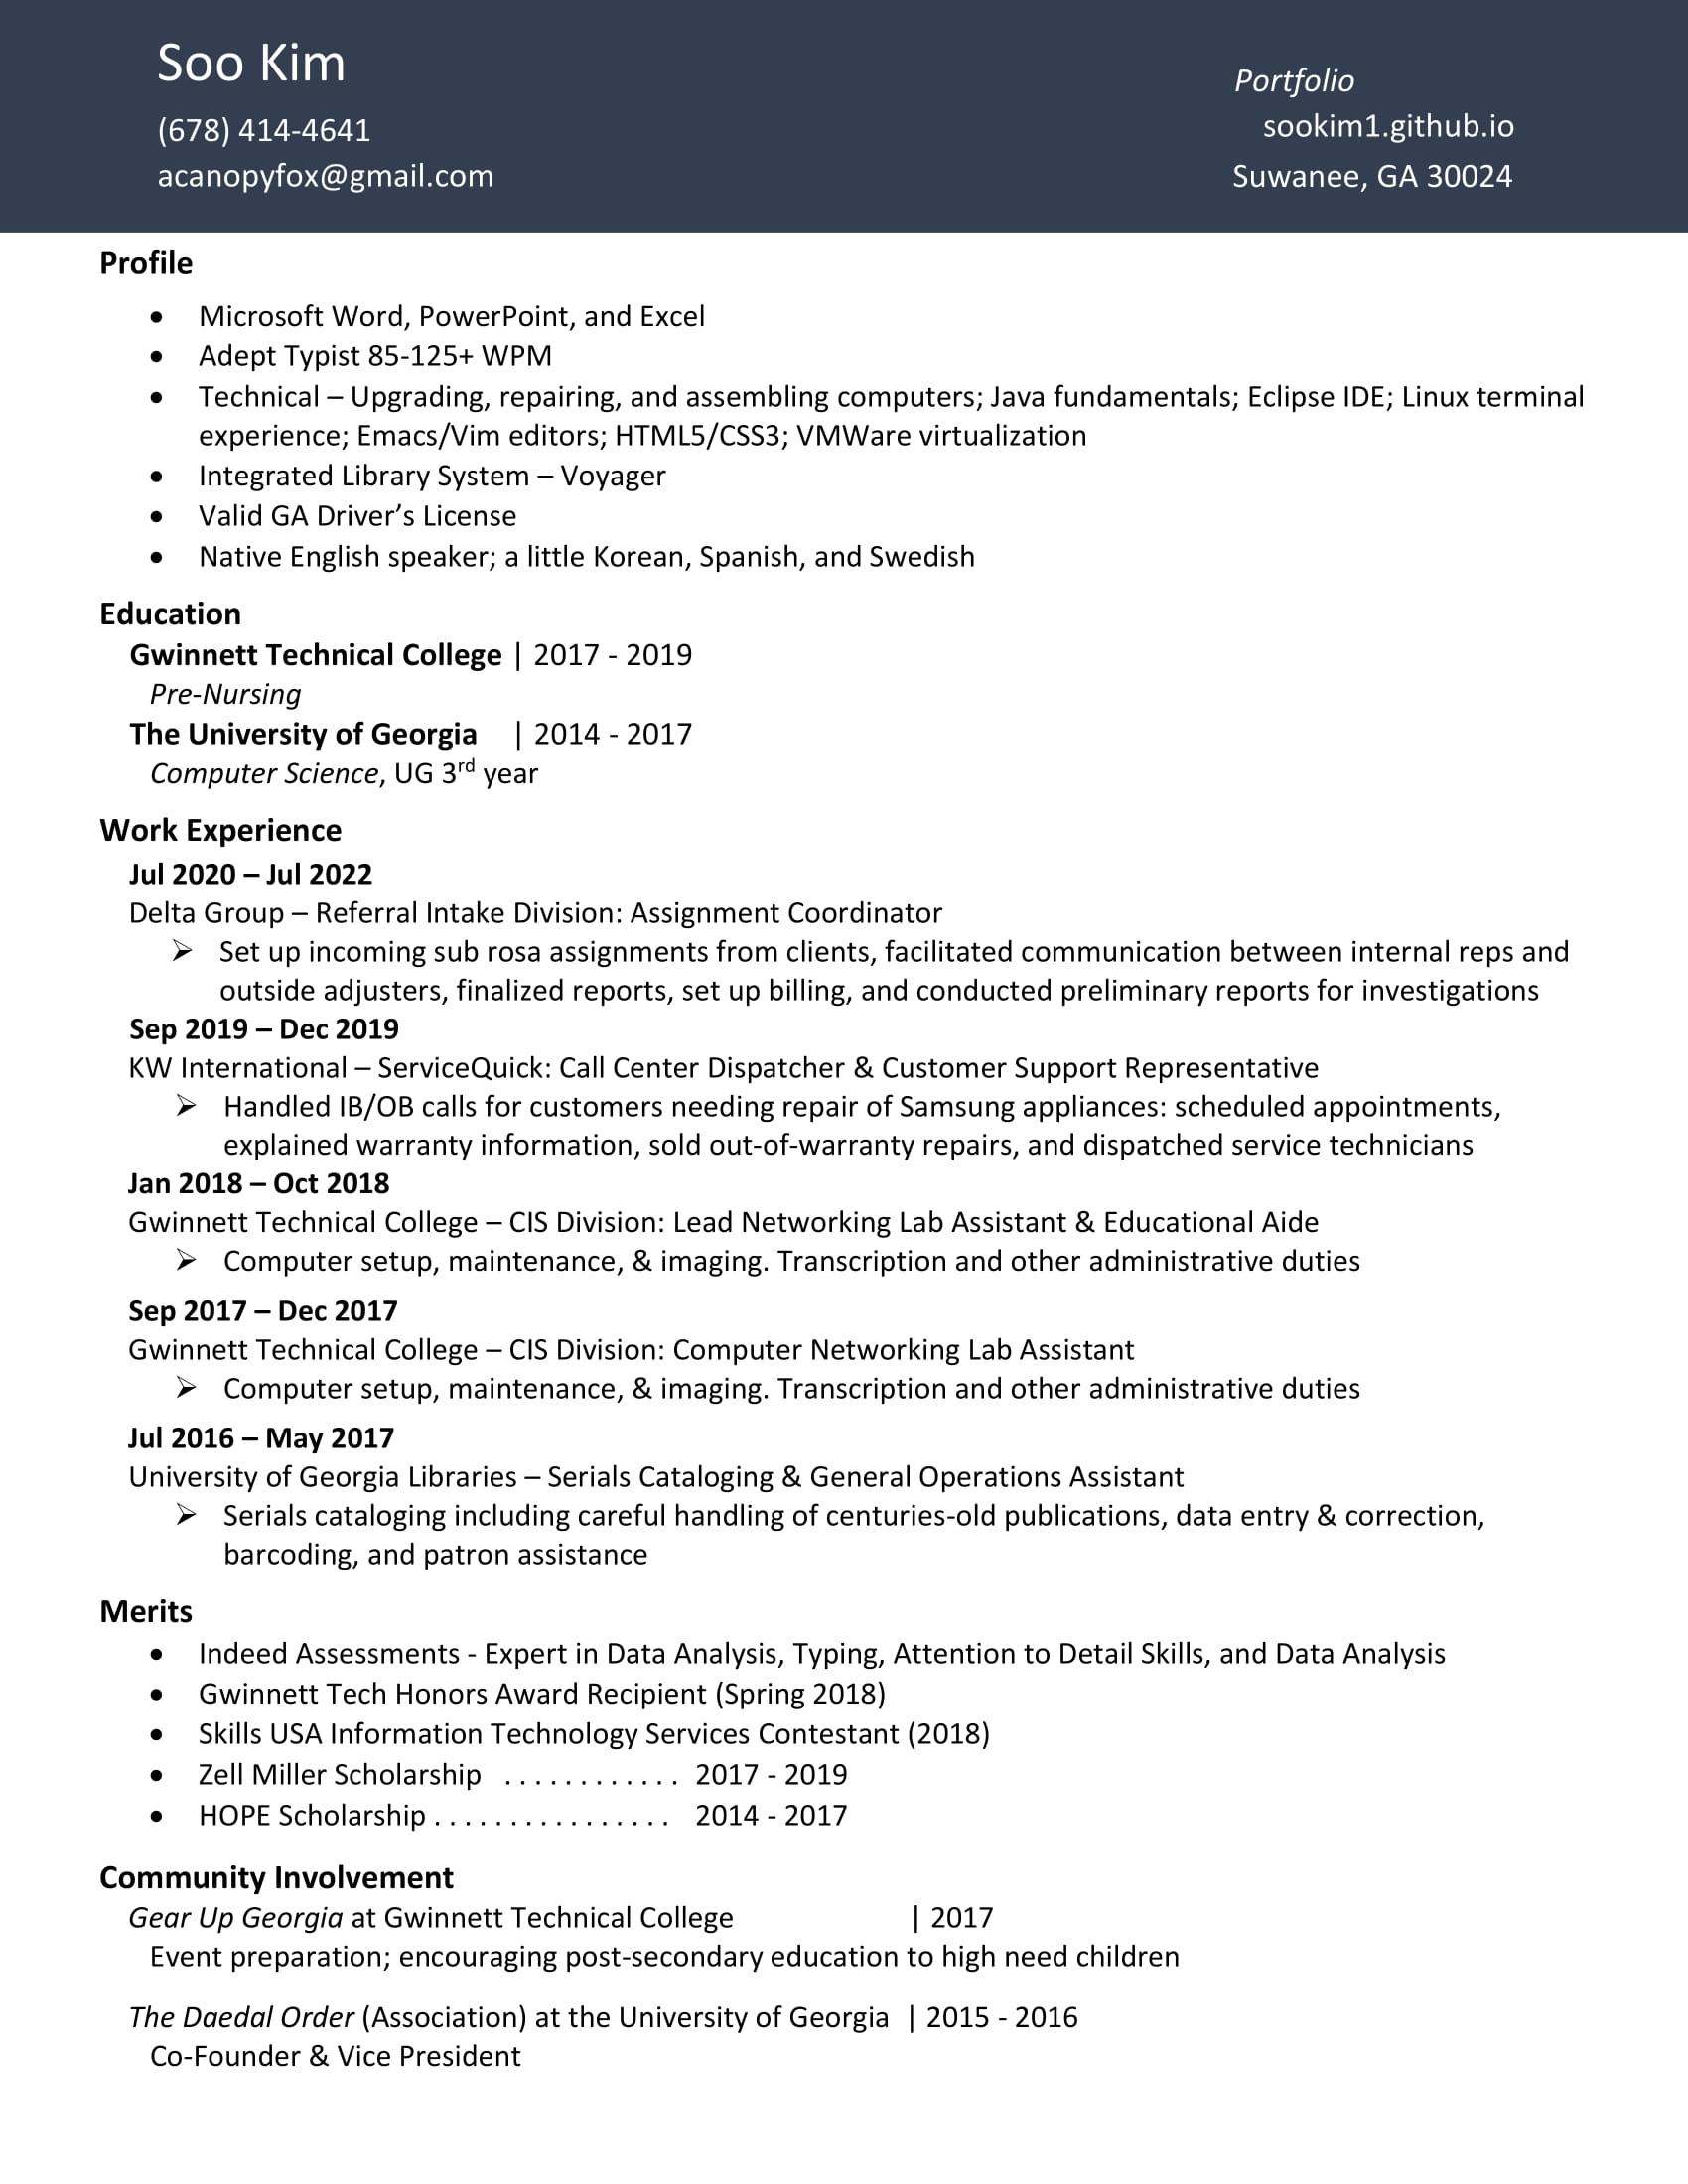 Soo Kim
(678) 414-4641
acanopyfox@gmail.com
Portfolio
sookim1.github.io
Suwanee, GA 30024
Profile
• Microsoft Word, PowerPoint, and Excel
• Adept Typist 85-125+ WPM
• Technical – Upgrading, repairing, and assembling computers; Java fundamentals; Eclipse IDE; Linux terminal
experience; Emacs/Vim editors; HTML5/CSS3; VMWare virtualization
• Integrated Library System – Voyager
• Valid GA Driver’s License
• Native English speaker; a little Korean, Spanish, and Swedish
Education
Gwinnett Technical College | 2017 - 2019
Pre-Nursing
The University of Georgia | 2014 - 2017
Computer Science, UG 3rd year
Work Experience
Jul 2020 – Jul 2022
Delta Group – Referral Intake Division: Assignment Coordinator
➢ Set up incoming sub rosa assignments from clients, facilitated communication between internal reps and
outside adjusters, finalized reports, set up billing, and conducted preliminary reports for investigations
Sep 2019 – Dec 2019
KW International – ServiceQuick: Call Center Dispatcher & Customer Support Representative
➢ Handled IB/OB calls for customers needing repair of Samsung appliances: scheduled appointments,
explained warranty information, sold out-of-warranty repairs, and dispatched service technicians
Jan 2018 – Oct 2018
Gwinnett Technical College – CIS Division: Lead Networking Lab Assistant & Educational Aide
➢ Computer setup, maintenance, & imaging. Transcription and other administrative duties
Sep 2017 – Dec 2017
Gwinnett Technical College – CIS Division: Computer Networking Lab Assistant
➢ Computer setup, maintenance, & imaging. Transcription and other administrative duties
Jul 2016 – May 2017
University of Georgia Libraries – Serials Cataloging & General Operations Assistant
➢ Serials cataloging including careful handling of centuries-old publications, data entry & correction,
barcoding, and patron assistance
Merits
• Indeed Assessments - Expert in Data Analysis, Typing, Attention to Detail Skills, and Data Analysis
• Gwinnett Tech Honors Award Recipient (Spring 2018)
• Skills USA Information Technology Services Contestant (2018)
• Zell Miller Scholarship . . . . . . . . . . . . 2017 - 2019
• HOPE Scholarship . . . . . . . . . . . . . . . . 2014 - 2017
Community Involvement
Gear Up Georgia at Gwinnett Technical College | 2017
Event preparation; encouraging post-secondary education to high need children
The Daedal Order (Association) at the University of Georgia | 2015 - 2016
Co-Founder & Vice President